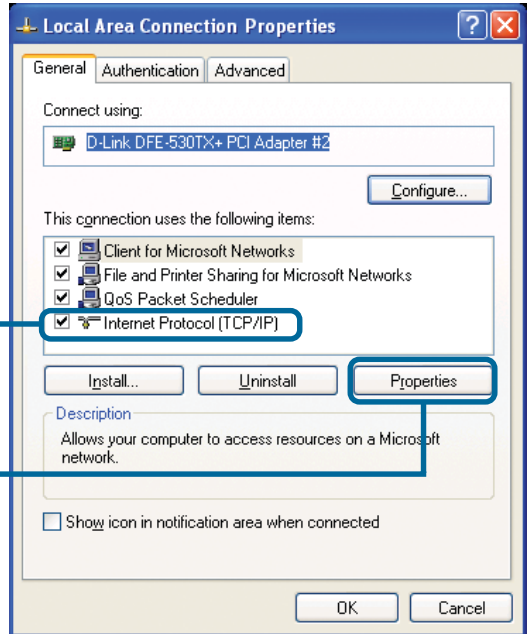 Local Area Connection Properties
General Authentication Advanced
Connect using:
D-Link DFE-530TX+ PCI Adapter #2
Configure...
This connection uses the following items:
Client for Microsoft Networks
File and Printer Sharing for Microsoft Networks
QoS Packet Scheduler
Internet Protocol (TCP/IP)
Install... Uninstall Properties
Description
Allows your computer to access resources on a Microsoft
network.
Show icon in notification area when connected
OK Cancel